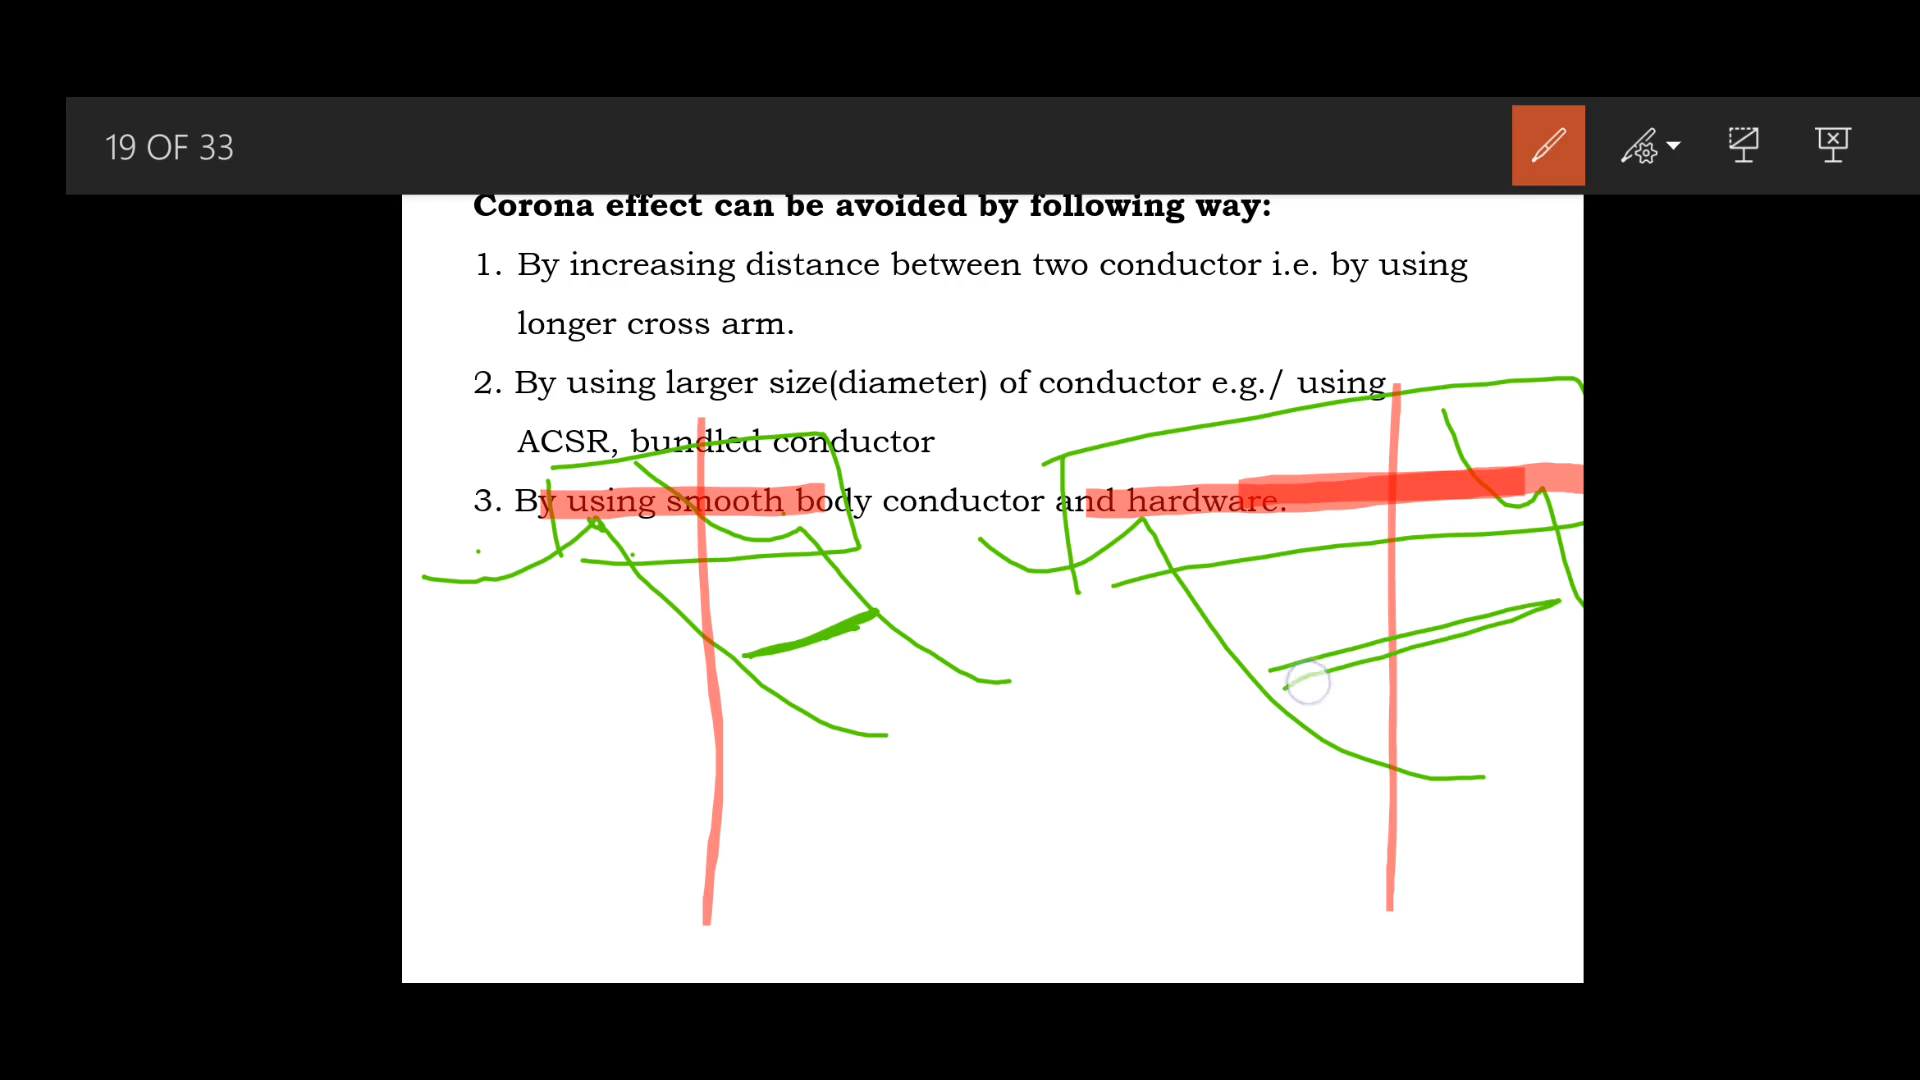 19 OF 33
Corona effect can be avoided by following way:
1. By increasing distance between two conductor i.e. by using
longer cross arm.
2. By using larger size(diameter) of conductor e.g./ using
ACSR, bundled conductor
3. By using smooth body conductor and hardware.